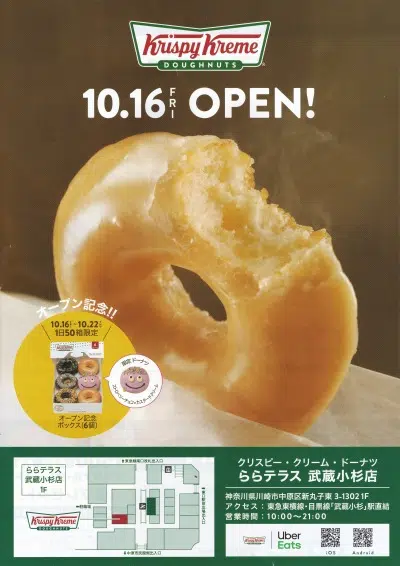 Krispy Kreme
DOUGHNUTS
10.16 FRI OPEN!
オープン記念!!
10.16 - 10.22
1日50箱限定
限定ドーナツ
オープン記念
ボックス(6個)
ららテラス
武蔵小杉店
1F
Krispy Kreme
DOUGHNUTS
クリスピー・クリーム・ドーナツ
ららテラス 武蔵小杉店
神奈川県川崎市中原区新丸子東 3-1302 1F
アクセス：東急東横線・目黒線「武蔵小杉」駅直結
営業時間：10:00〜21:00
Uber
Eats
iOS
Android